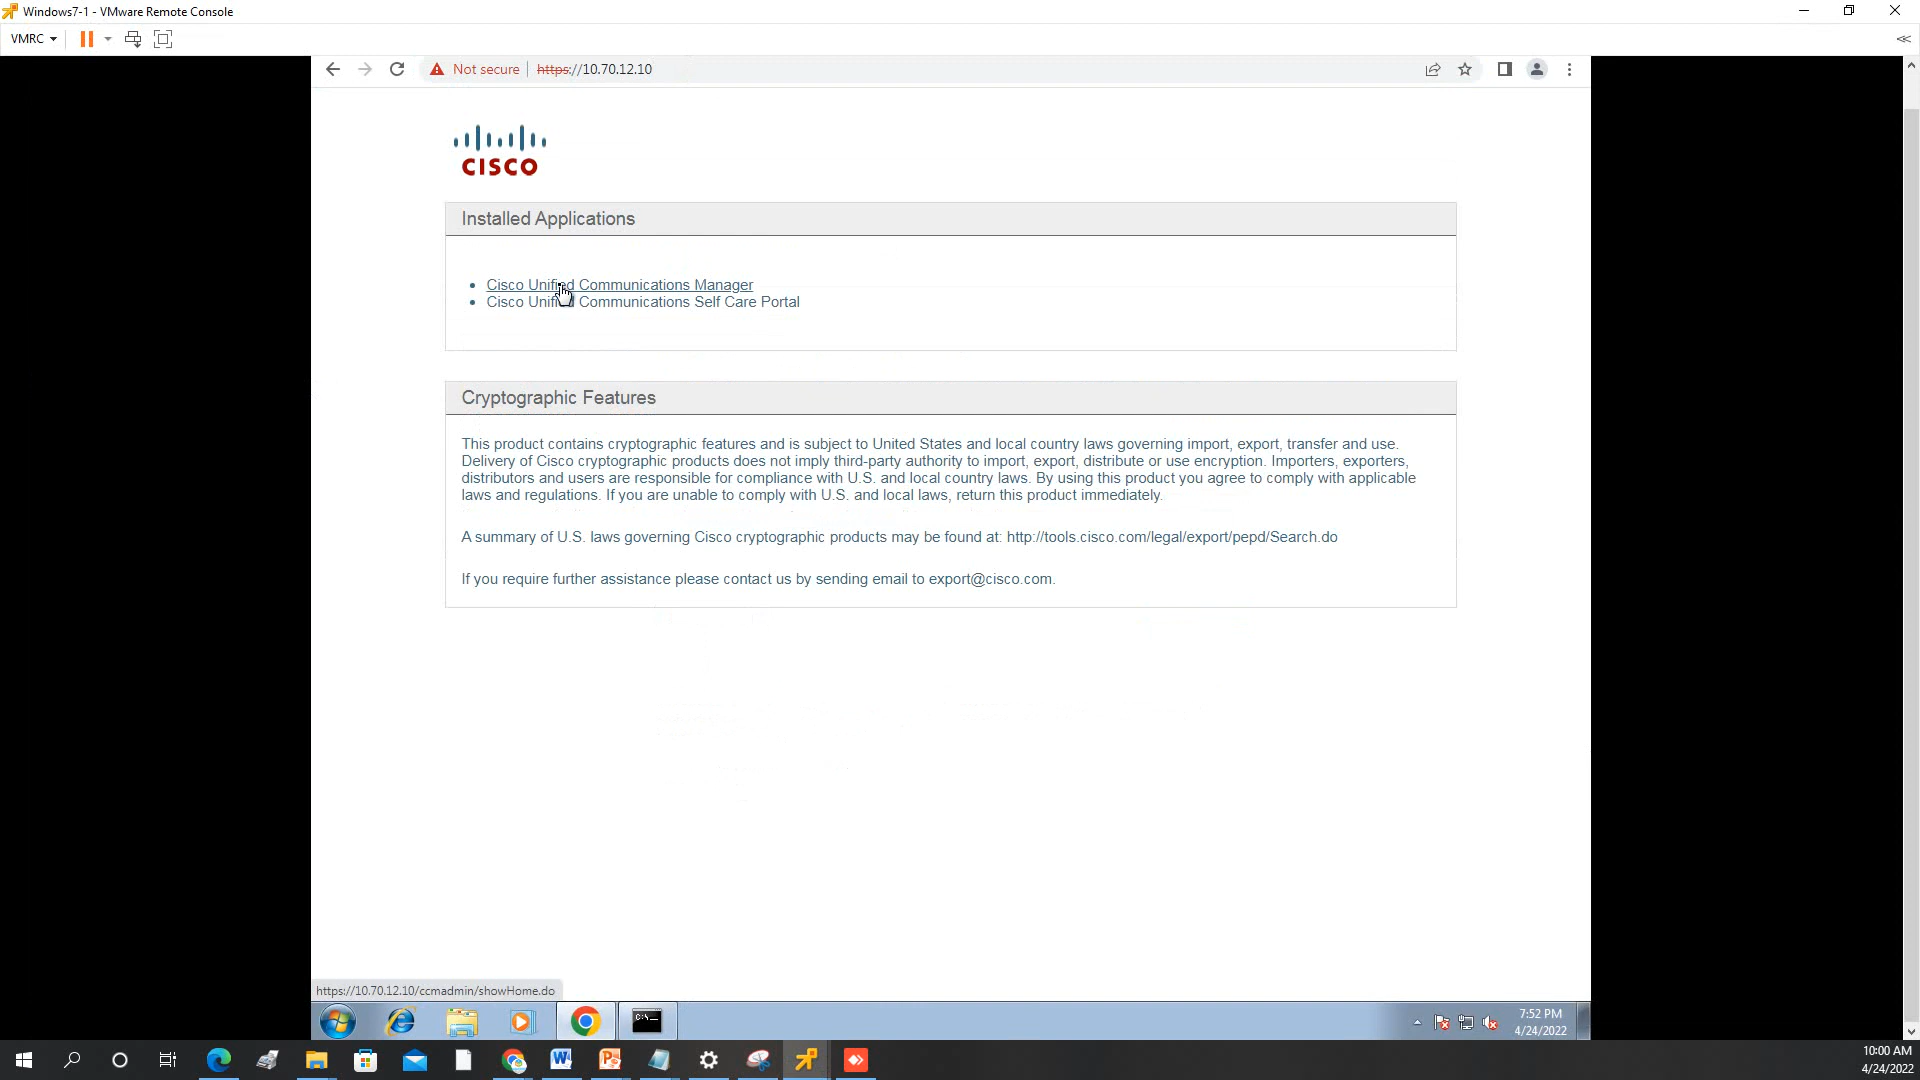 Windows7-1 - VMware Remote Console
VMRC
Not secure https://10.70.12.10
CISCO
Installed Applications
Cisco Unified Communications Manager
Cisco Unified Communications Self Care Portal
Cryptographic Features
This product contains cryptographic features and is subject to United States and local country laws governing import, export, transfer and use.
Delivery of Cisco cryptographic products does not imply third-party authority to import, export, distribute or use encryption. Importers, exporters,
distributors and users are responsible for compliance with U.S. and local country laws. By using this product you agree to comply with applicable
laws and regulations. If you are unable to comply with U.S. and local laws, return this product immediately.
A summary of U.S. laws governing Cisco cryptographic products may be found at: http://tools.cisco.com/legal/export/pepd/Search.do
If you require further assistance please contact us by sending email to export@cisco.com.
https://10.70.12.10/ccmadmin/showHome.do
7:52 PM
4/24/2022
10:00 AM
4/24/2022